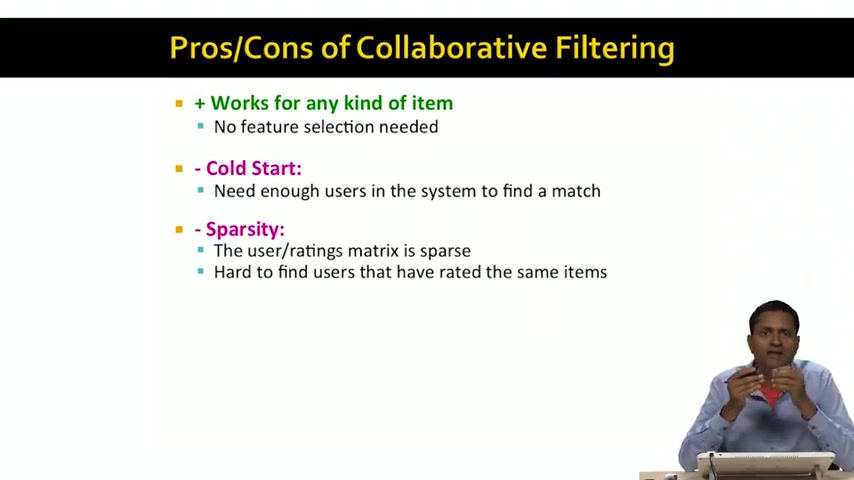 Pros/Cons of Collaborative Filtering
+ Works for any kind of item
No feature selection needed
- Cold Start:
Need enough users in the system to find a match
- Sparsity:
The user/ratings matrix is sparse
Hard to find users that have rated the same items